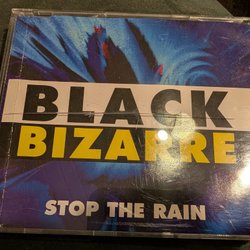 BLACK
BIZARRE
STOP THE RAIN